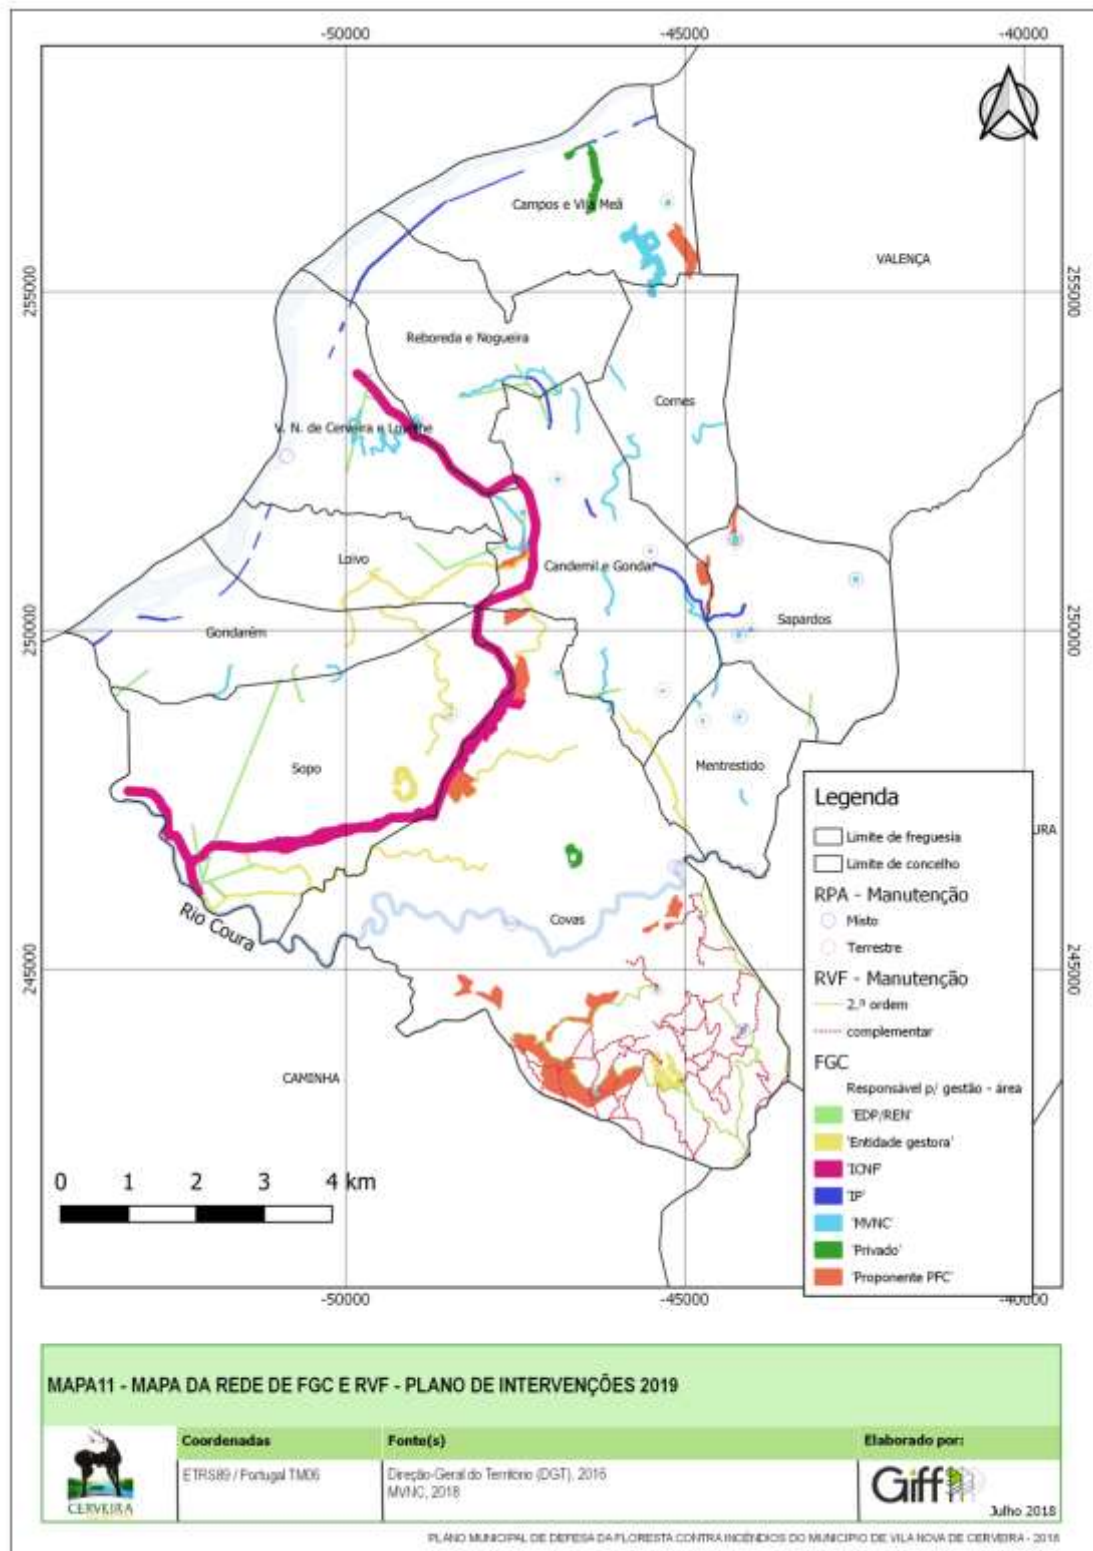 -50000
-45000
-40000
Campos e Vila Meã
VALENÇA
255000
255000
Reboreda e Nogueira
Cornes
V. N. de Cerveira e Lovelhe
Loivo
Candemil e Gondar
Sapardos
250000
250000
Gondarém
Sopo
Mentrestido
Legenda
Limite de freguesia
URA
Limite de concelho
RPA - Manutenção
Misto
Terrestre
Rio Coura
Covas
245000
245000
RVF - Manutenção
2.ª ordem
complementar
FGC
CAMINHA
Responsável p/ gestão - área
'EDP/REN'
'Entidade gestora'
'ICNF'
'IP'
'MVNC'
'Privado'
'Proponente PFC'
0 1 2 3 4 km
-50000
-45000
-40000
MAPA11 - MAPA DA REDE DE FGC E RVF - PLANO DE INTERVENÇÕES 2019
Coordenadas
Fonte(s)
Elaborado por:
ETRS89 / Portugal TM06
Direção-Geral do Território (DGT), 2016
MVNC, 2018
CERVEIRA
Giff
Julho 2018
PLANO MUNICIPAL DE DEFESA DA FLORESTA CONTRA INCÊNDIOS DO MUNICIPIO DE VILA NOVA DE CERVEIRA - 2018